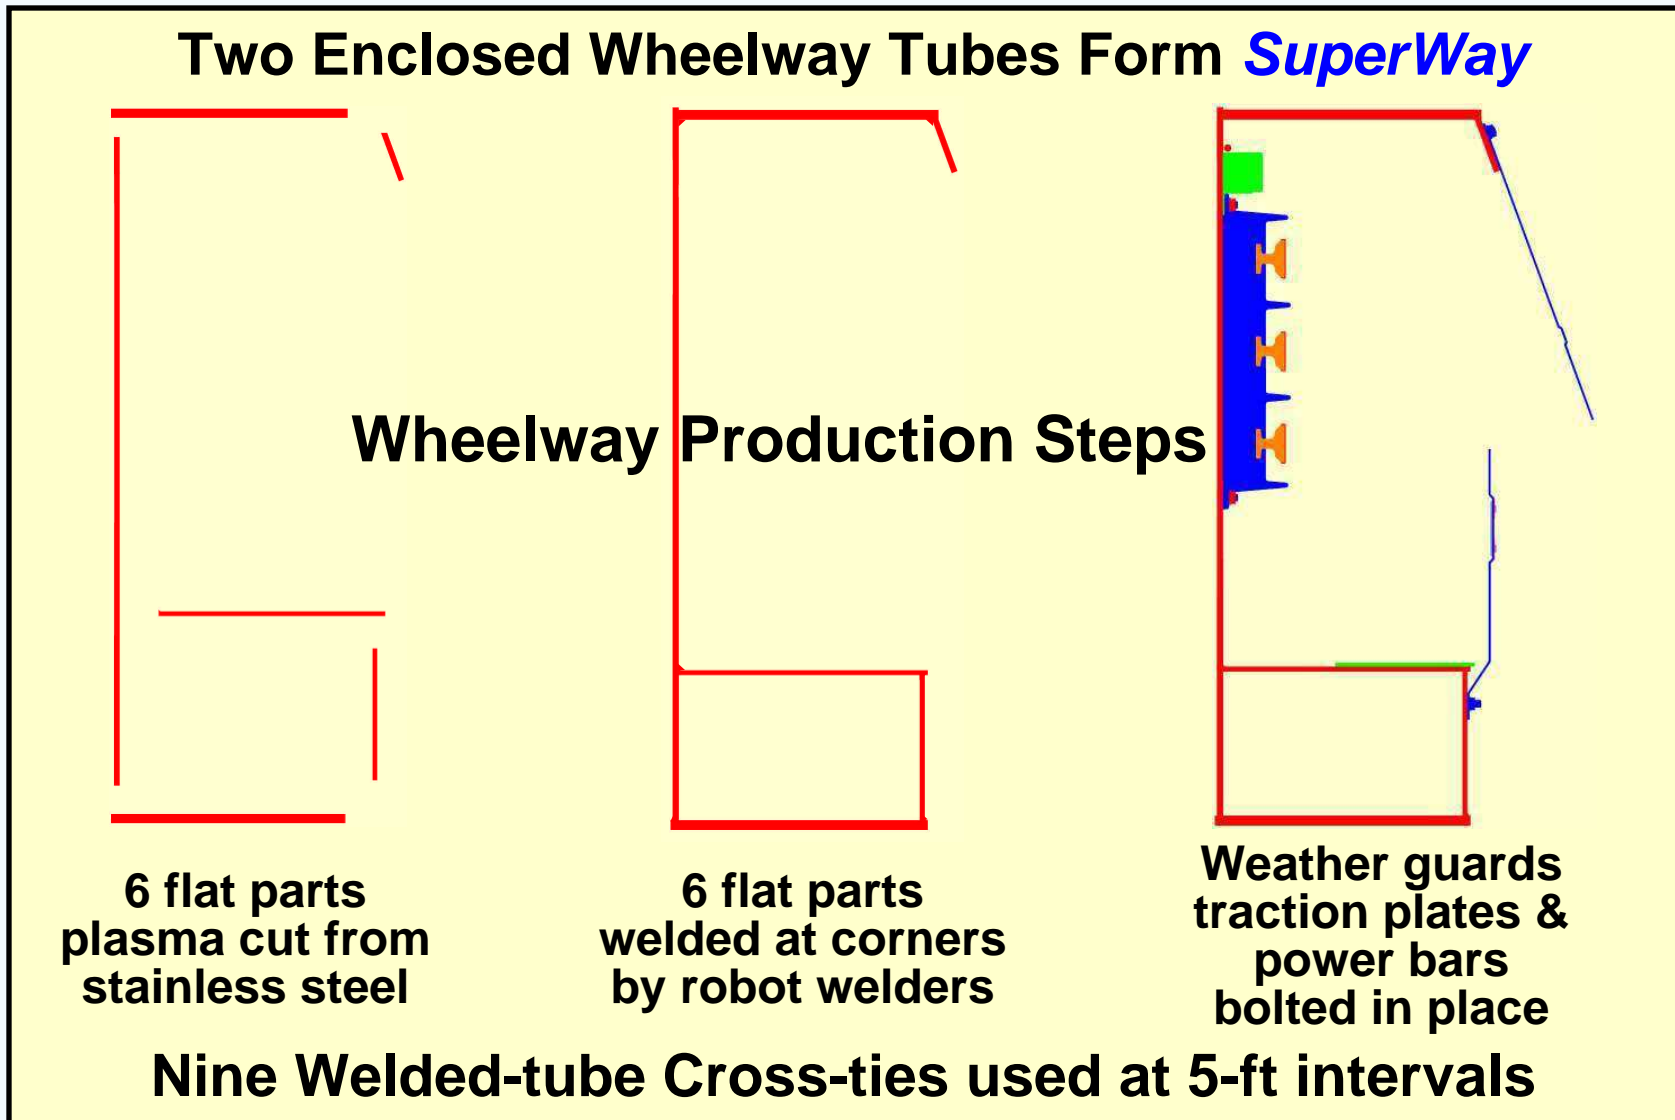 Two Enclosed Wheelway Tubes Form SuperWay
Wheelway Production Steps
6 flat parts
plasma cut from
stainless steel
6 flat parts
welded at corners
by robot welders
Weather guards
traction plates &
power bars
bolted in place
Nine Welded-tube Cross-ties used at 5-ft intervals